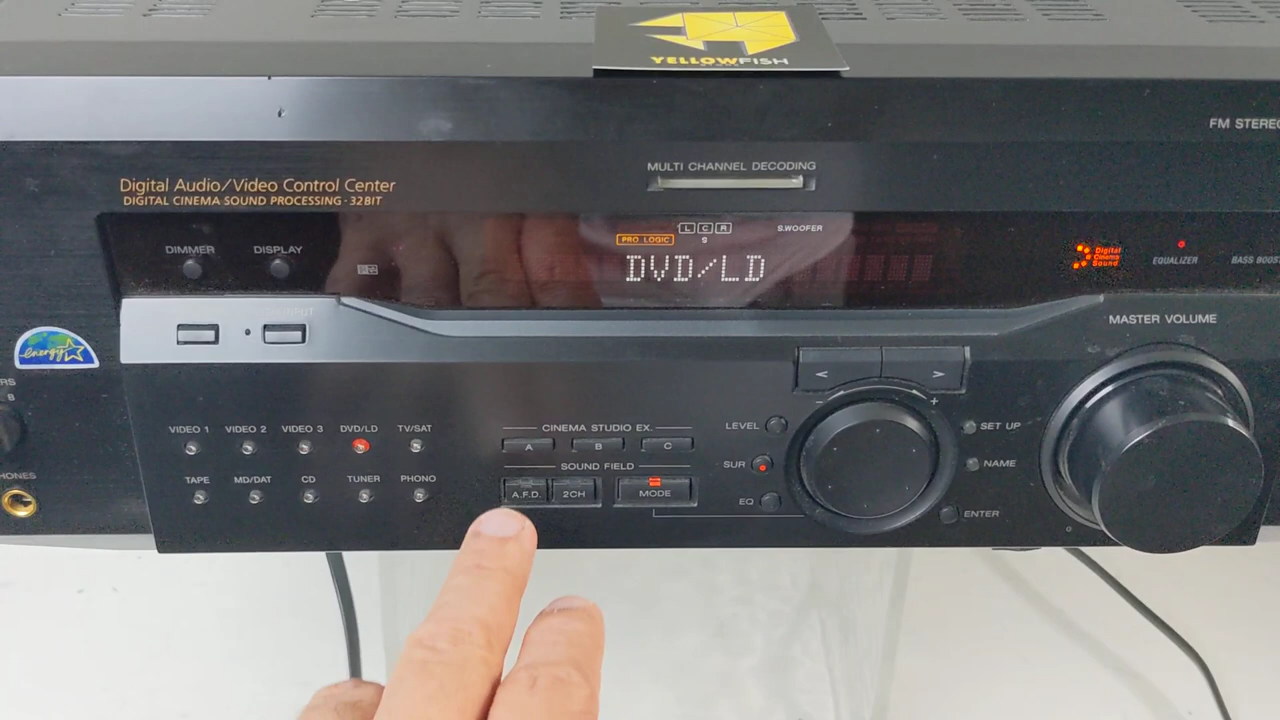 YELLOWFISH
FM STEREO
MULTI CHANNEL DECODING
Digital Audio/Video Control Center
DIGITAL CINEMA SOUND PROCESSING·32BIT
DIMMER
DISPLAY
L C R
S.WOOFER
PRO LOGIC
S
DVD/LD
Digital
Cinema
Sound
EQUALIZER
BASS BOOST
energy
MASTER VOLUME
< >
- +
RS
B
VIDEO 1 VIDEO 2 VIDEO 3 DVD/LD TV/SAT
TAPE MD/DAT CD TUNER PHONO
HONES
CINEMA STUDIO EX.
A B C
SOUND FIELD
A.F.D. 2CH MODE
LEVEL
SUR
EQ
SET UP
NAME
ENTER